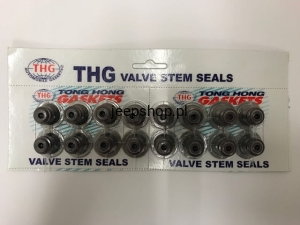 THG
THG VALVE STEM SEALS
THG TONG HONG
GASKETS
THG TONG HONG
GASKETS
jeepshop.pl
VALVE STEM SEALS
VALVE STEM SEALS